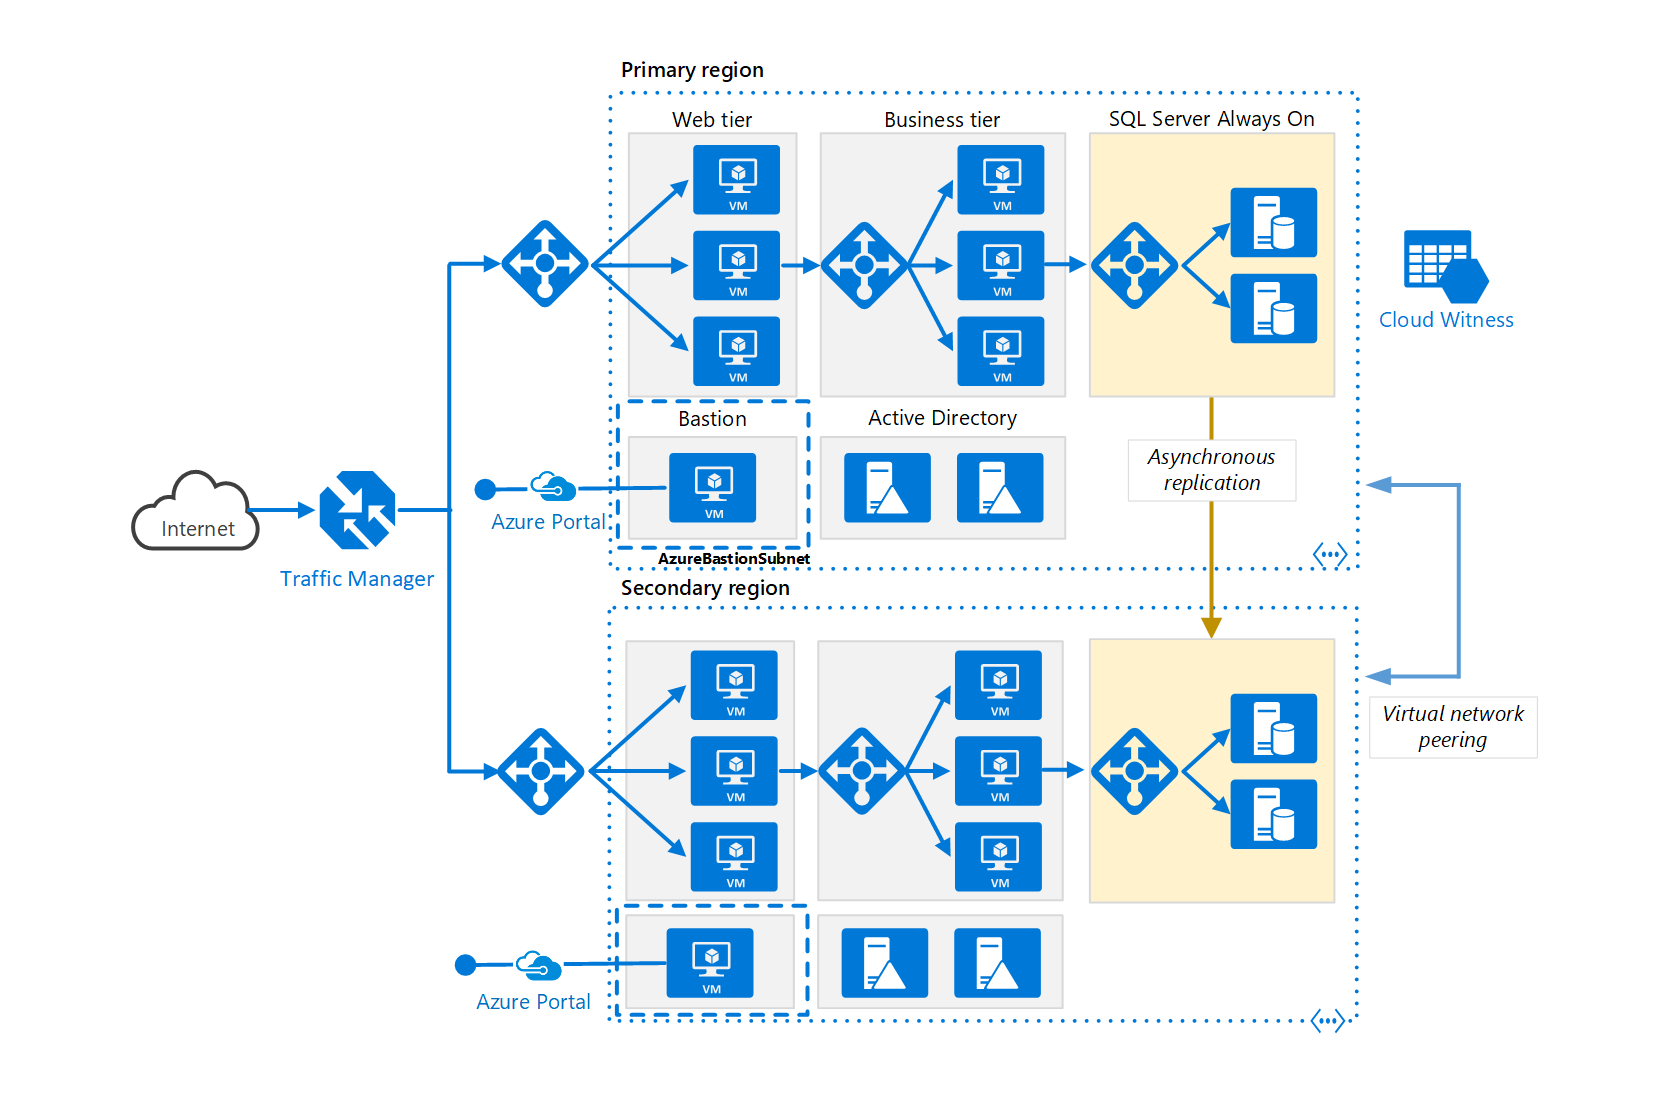 Primary region
Web tier
Business tier
SQL Server Always On
VM
VM
VM
VM
VM
VM
Cloud Witness
Bastion
Active Directory
Asynchronous
replication
VM
Azure Portal
Internet
Traffic Manager
AzureBastionSubnet
Secondary region
VM
VM
VM
VM
VM
VM
Virtual network
peering
VM
Azure Portal